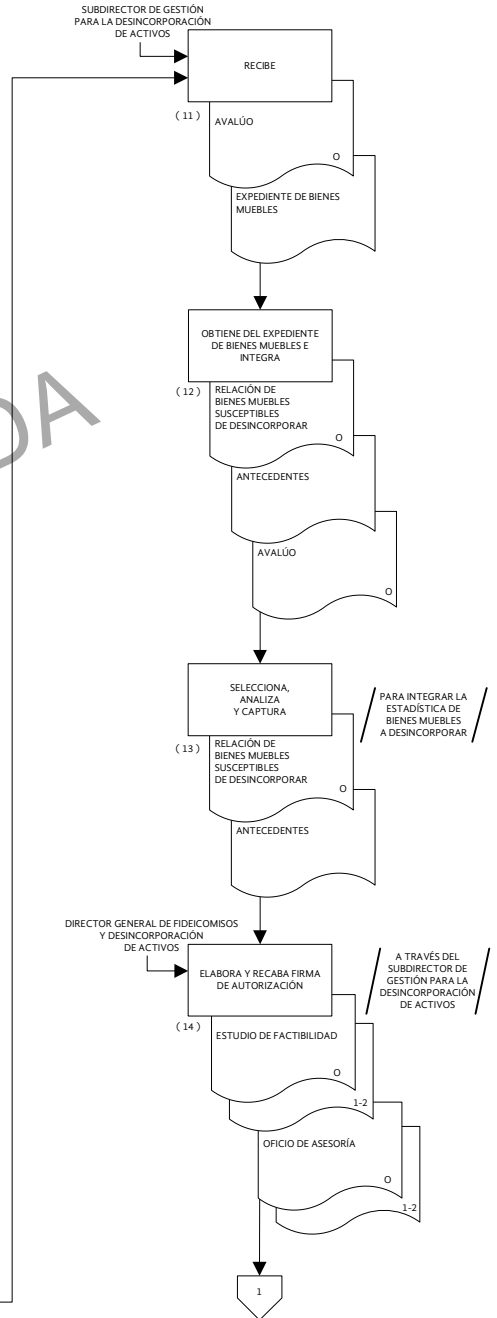 SUBDIRECTOR DE GESTIÓN
PARA LA DESINCORPORACIÓN
DE ACTIVOS
RECIBE
( 11 )
AVALÚO
O
EXPEDIENTE DE BIENES
MUEBLES
OBTIENE DEL EXPEDIENTE
DE BIENES MUEBLES E
INTEGRA
( 12 )
RELACIÓN DE
BIENES MUEBLES
SUSCEPTIBLES
DE DESINCORPORAR
O
ANTECEDENTES
AVALÚO
O
SELECCIONA,
ANALIZA
Y CAPTURA
PARA INTEGRAR LA
ESTADÍSTICA DE
BIENES MUEBLES
A DESINCORPORAR
( 13 )
RELACIÓN DE
BIENES MUEBLES
SUSCEPTIBLES
DE DESINCORPORAR
O
ANTECEDENTES
DIRECTOR GENERAL DE FIDEICOMISOS
Y DESINCORPORACIÓN
DE ACTIVOS
ELABORA Y RECABA FIRMA
DE AUTORIZACIÓN
A TRAVÉS DEL
SUBDIRECTOR DE
GESTIÓN PARA LA
DESINCORPORACIÓN
DE ACTIVOS
( 14 )
ESTUDIO DE FACTIBILIDAD
O
1-2
OFICIO DE ASESORÍA
O
1-2
1
DA